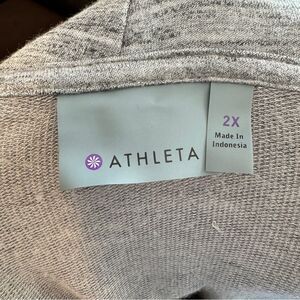 ATHLETA
2X
Made In
Indonesia